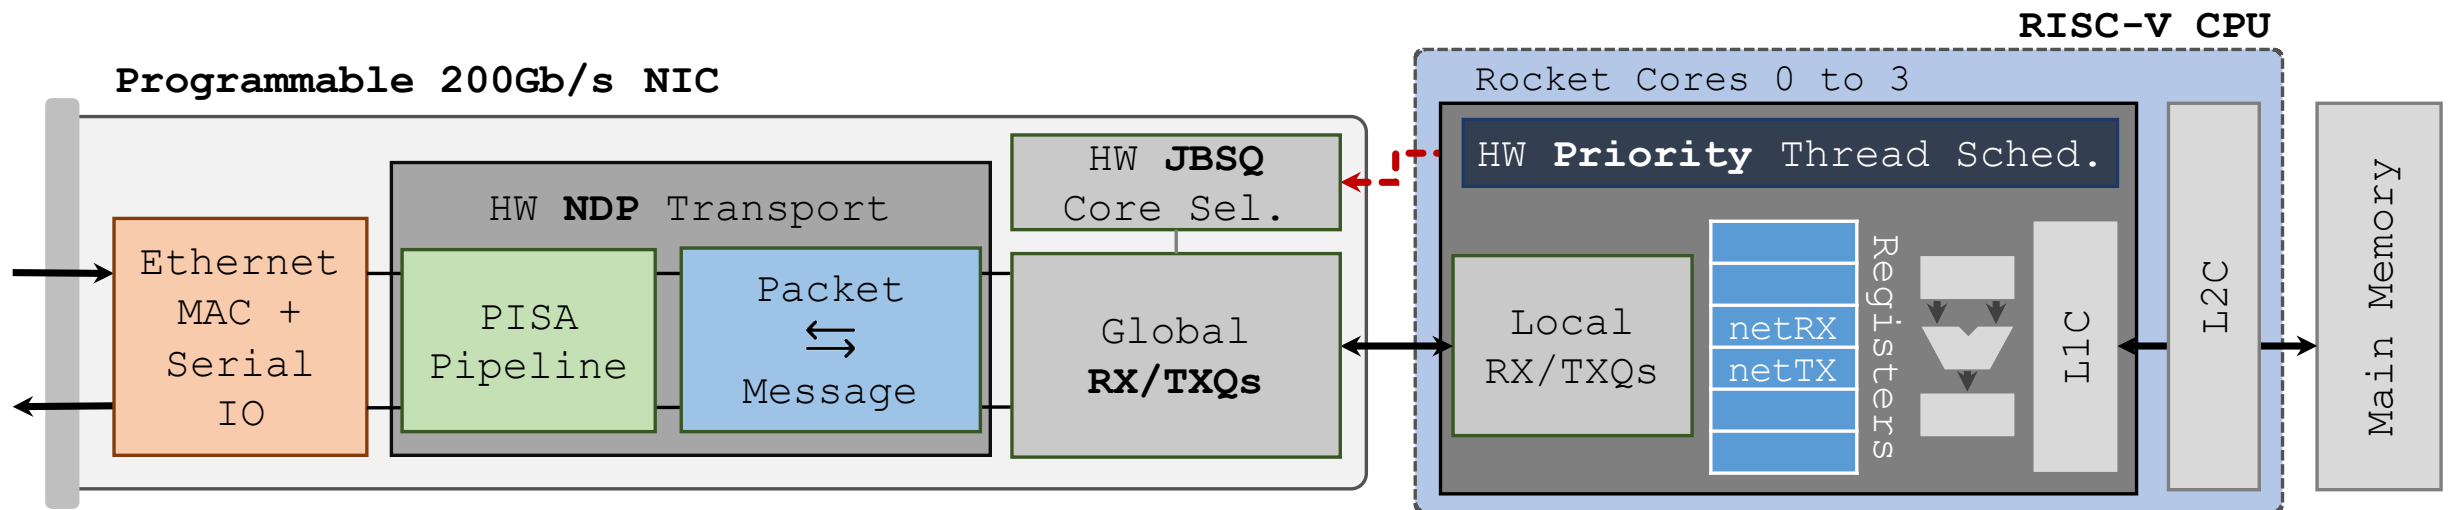 RISC-V CPU
Programmable 200Gb/s NIC
Rocket Cores 0 to 3
HW JBSQ
Core Sel.
HW Priority Thread Sched.
HW NDP Transport
Ethernet
MAC +
Serial
IO
PISA
Pipeline
Packet
⇆
Message
Global
RX/TXQs
Local
RX/TXQs
netRX
netTX
Registers
L1C
L2C
Main Memory